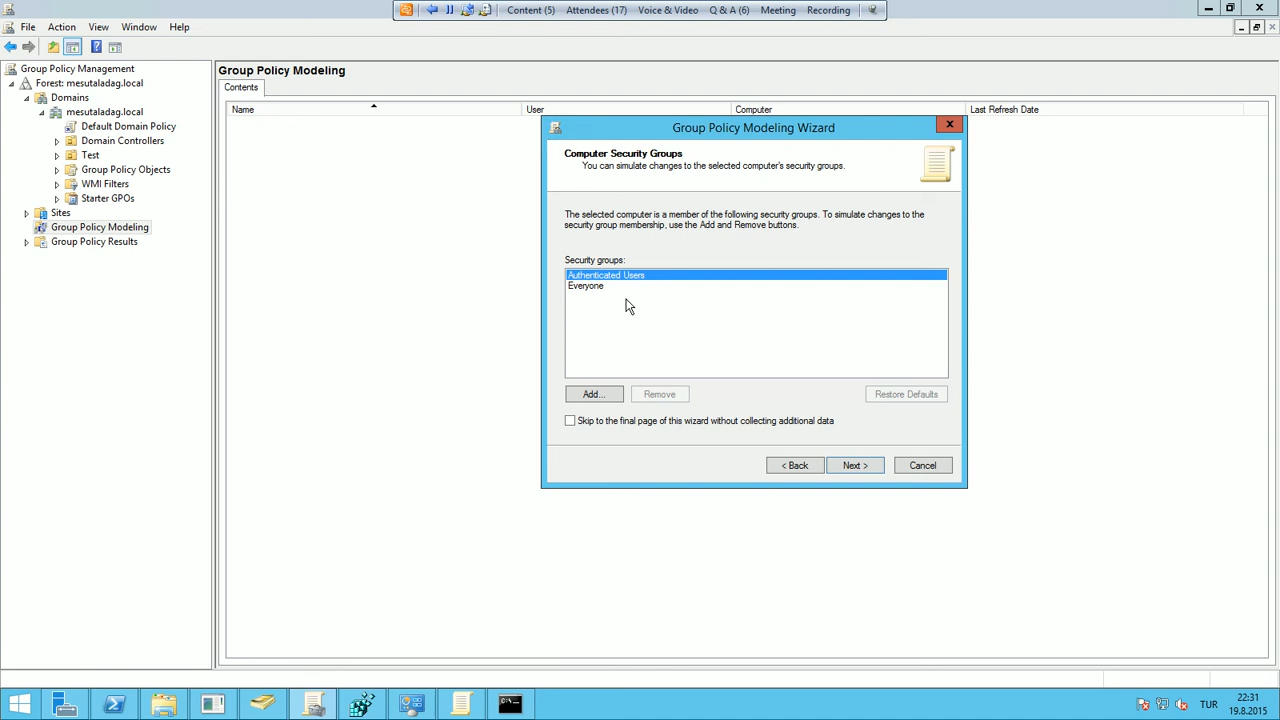 Content (5) Attendees (17) Voice & Video Q & A (6) Meeting Recording
File Action View Window Help
Group Policy Management
Forest: mesutaladag.local
Domains
mesutaladag.local
Default Domain Policy
Domain Controllers
Test
Group Policy Objects
WMI Filters
Starter GPOs
Sites
Group Policy Modeling
Group Policy Results
Group Policy Modeling
Contents
Name User Computer Last Refresh Date
Group Policy Modeling Wizard
Computer Security Groups
You can simulate changes to the selected computer's security groups.
The selected computer is a member of the following security groups. To simulate changes to the
security group membership, use the Add and Remove buttons.
Security groups:
Authenticated Users
Everyone
Add... Remove Restore Defaults
Skip to the final page of this wizard without collecting additional data
< Back Next > Cancel
TUR
22:31
19.8.2015